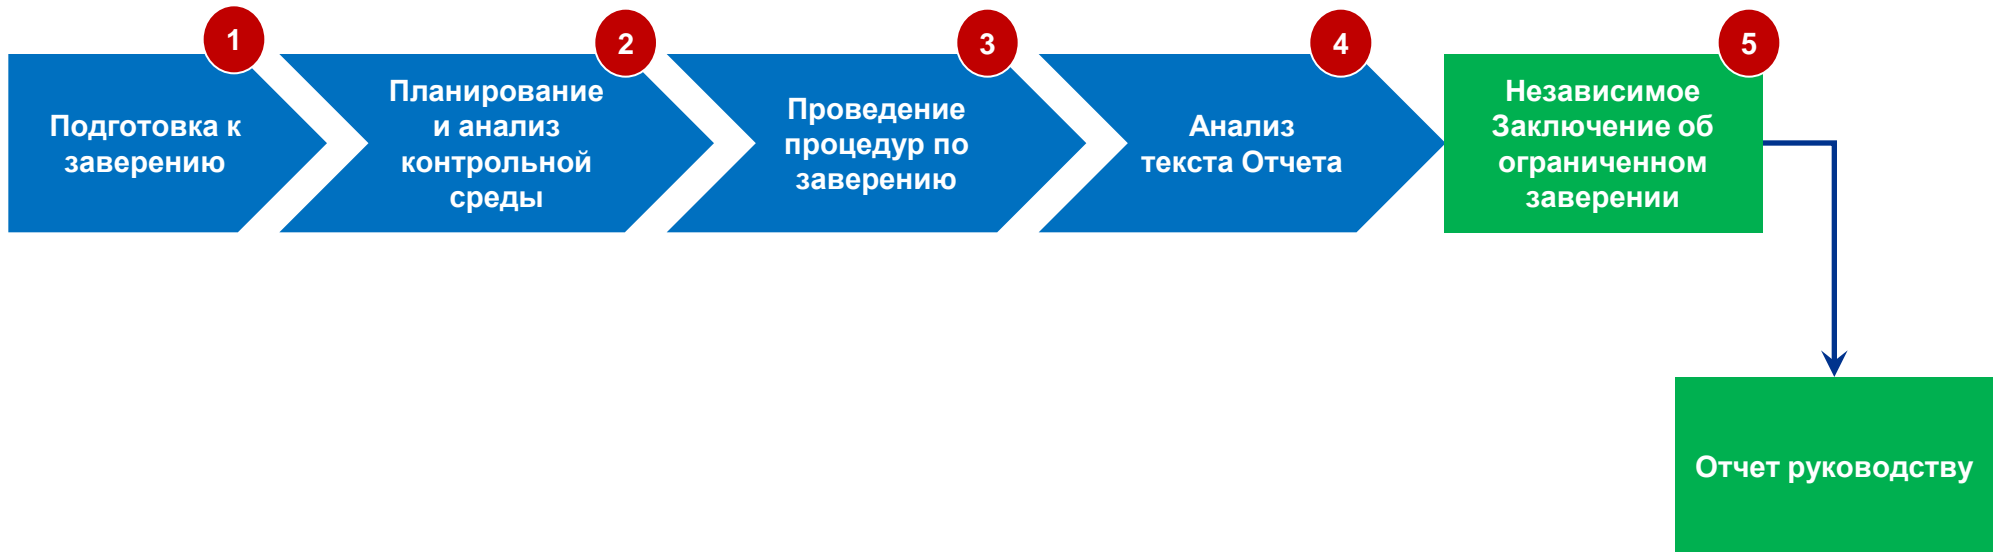 1
Подготовка к
заверению
2
Планирование
и анализ
контрольной
среды
3
Проведение
процедур по
заверению
4
Анализ
текста Отчета
5
Независимое
Заключение об
ограниченном
заверении
Отчет руководству